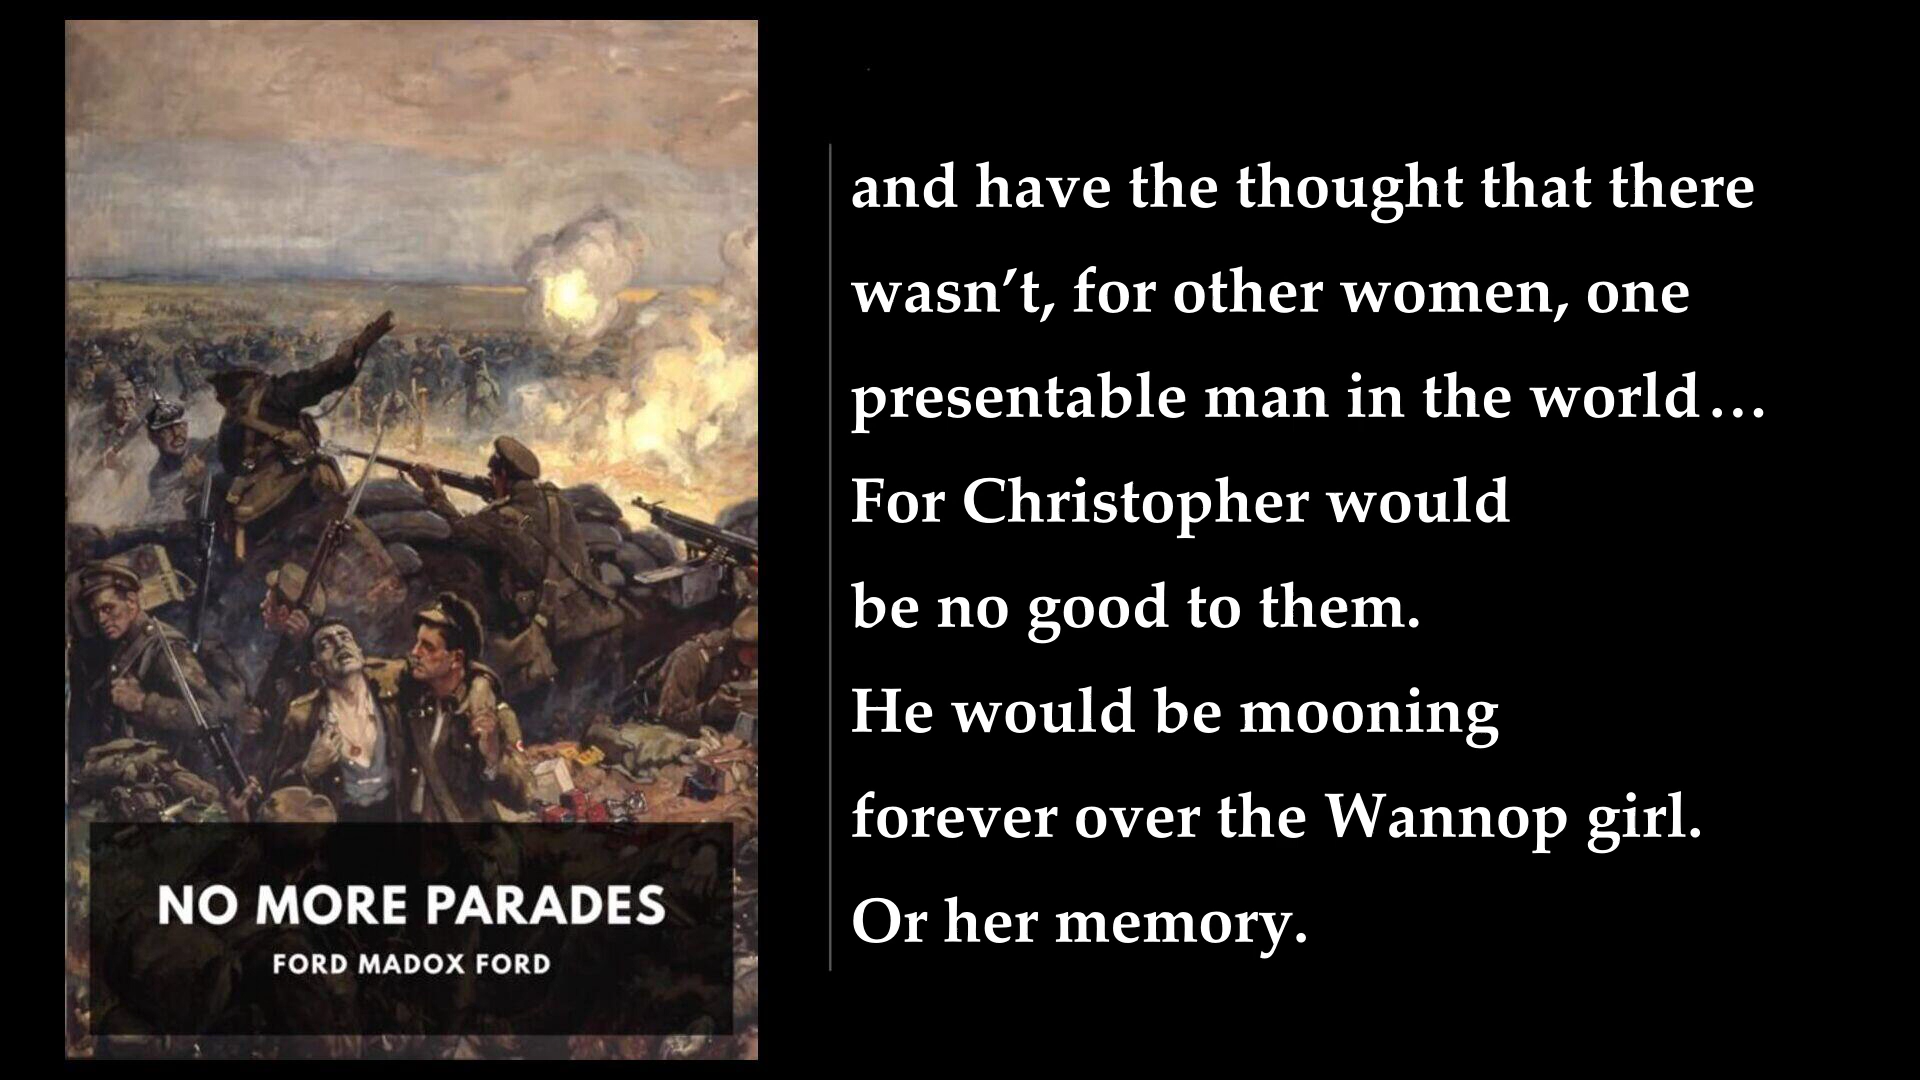 and have the thought that there
wasn’t, for other women, one
presentable man in the world…
For Christopher would
be no good to them.
He would be mooning
forever over the Wannop girl.
Or her memory.
NO MORE PARADES
FORD MADOX FORD